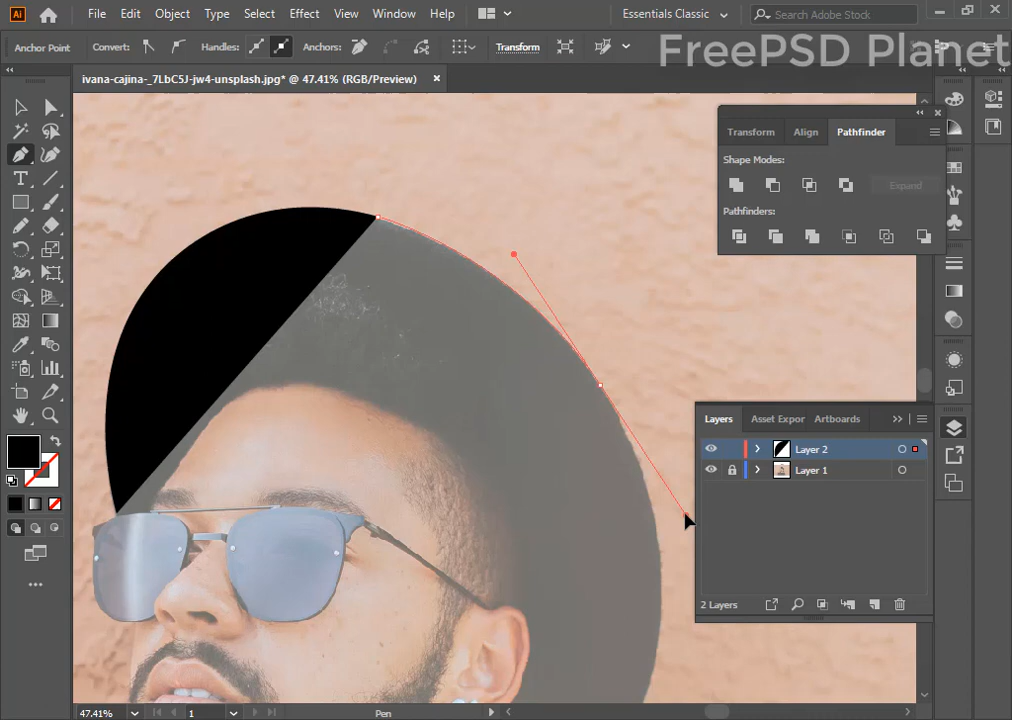 Ai File Edit Object Type Select Effect View Window Help Essentials Classic Search Adobe Stock
Anchor Point Convert: Handles: Anchors: Transform
FreePSD Planet
ivana-cajina-_7LbC5J-jw4-unsplash.jpg* @ 47.41% (RGB/Preview)
Transform Align Pathfinder
Shape Modes:
Expand
Pathfinders:
Layers Asset Expor Artboards
Layer 2
Layer 1
2 Layers
47.41% 1 Pen